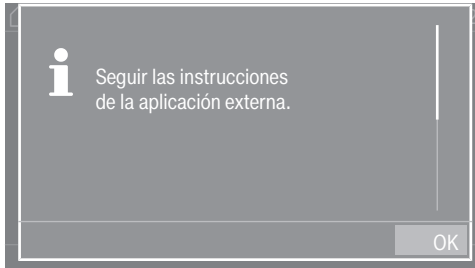 Seguir las instrucciones
de la aplicación externa.
OK